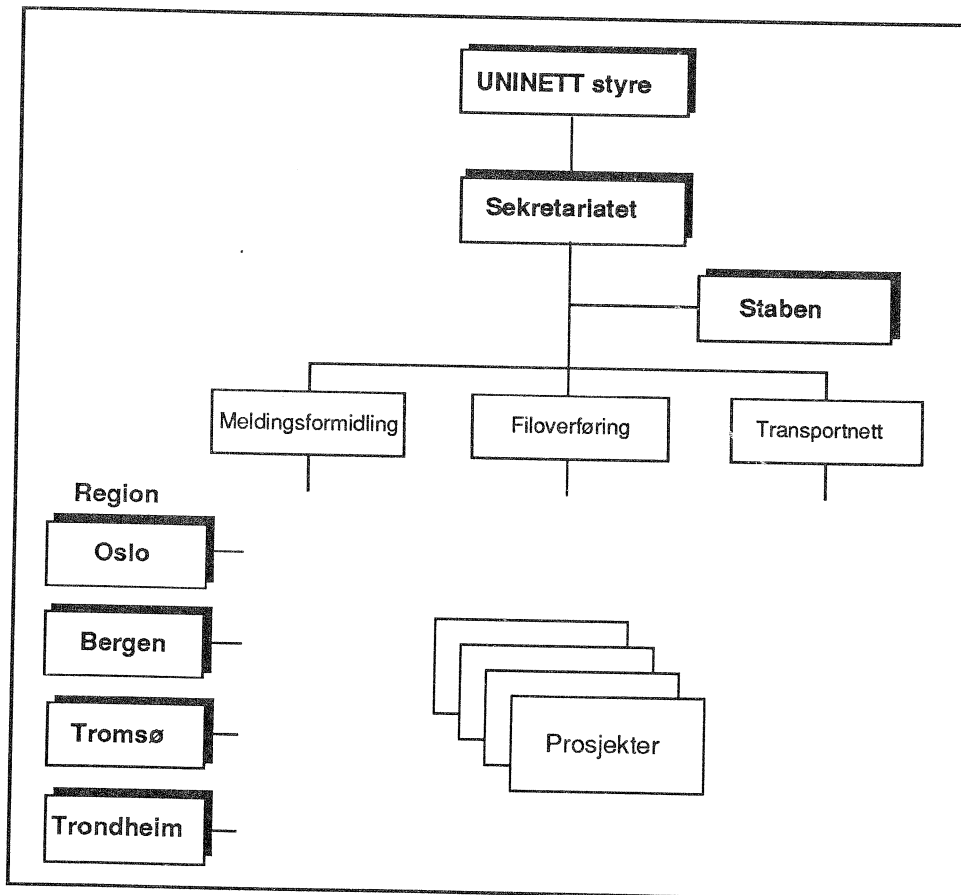 UNINETT styre
Sekretariatet
Staben
Meldingsformidling
Filoverføring
Transportnett
Region
Oslo
Bergen
Tromsø
Trondheim
Prosjekter